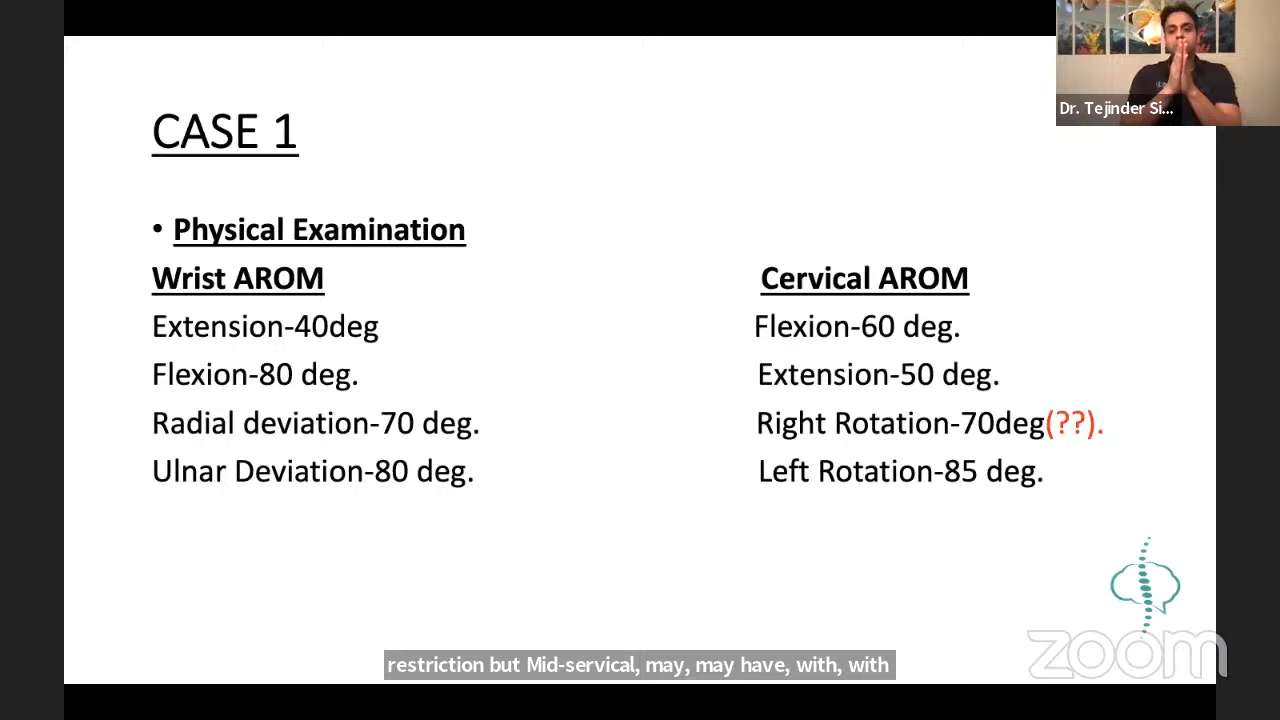 Dr. Tejinder Si...
CASE 1
• Physical Examination
Wrist AROM
Extension-40deg
Flexion-80 deg.
Radial deviation-70 deg.
Ulnar Deviation-80 deg.
Cervical AROM
Flexion-60 deg.
Extension-50 deg.
Right Rotation-70deg(??).
Left Rotation-85 deg.
zoom
restriction but Mid-servical, may, may have, with, with